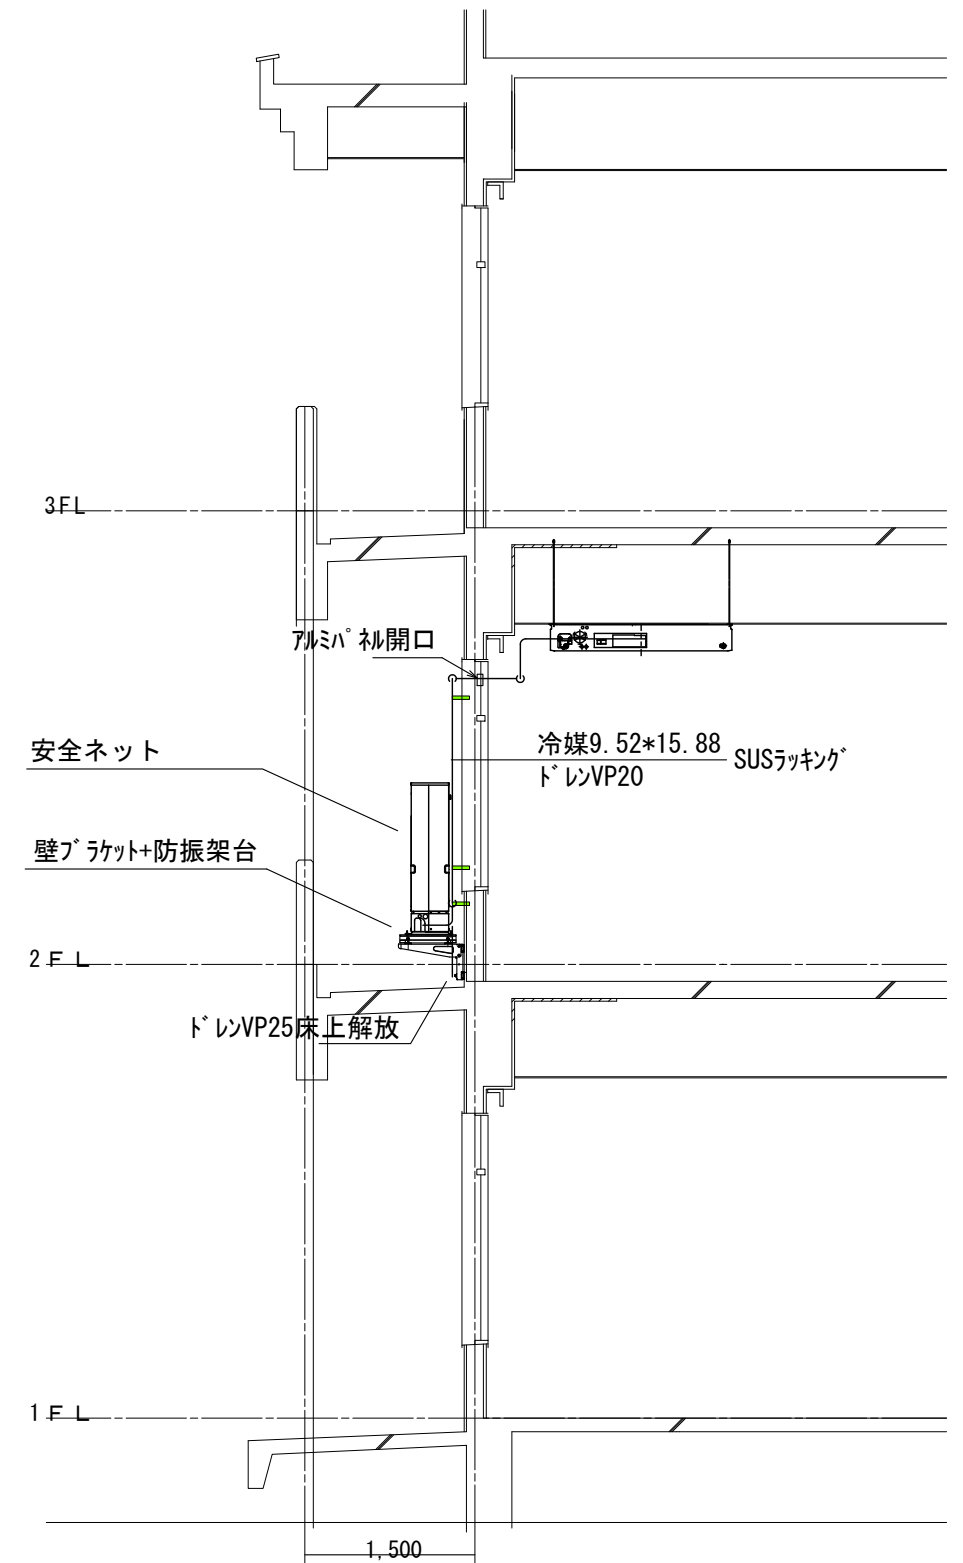 3FL
ｱﾙﾐﾊﾟﾈﾙ開口
安全ネット
冷媒9.52*15.88
ﾄﾞﾚﾝVP20
SUSﾗｯｷﾝｸﾞ
壁ﾌﾞﾗｹｯﾄ+防振架台
2ＦＬ
ﾄﾞﾚﾝVP25床上解放
1ＦＬ
1,500